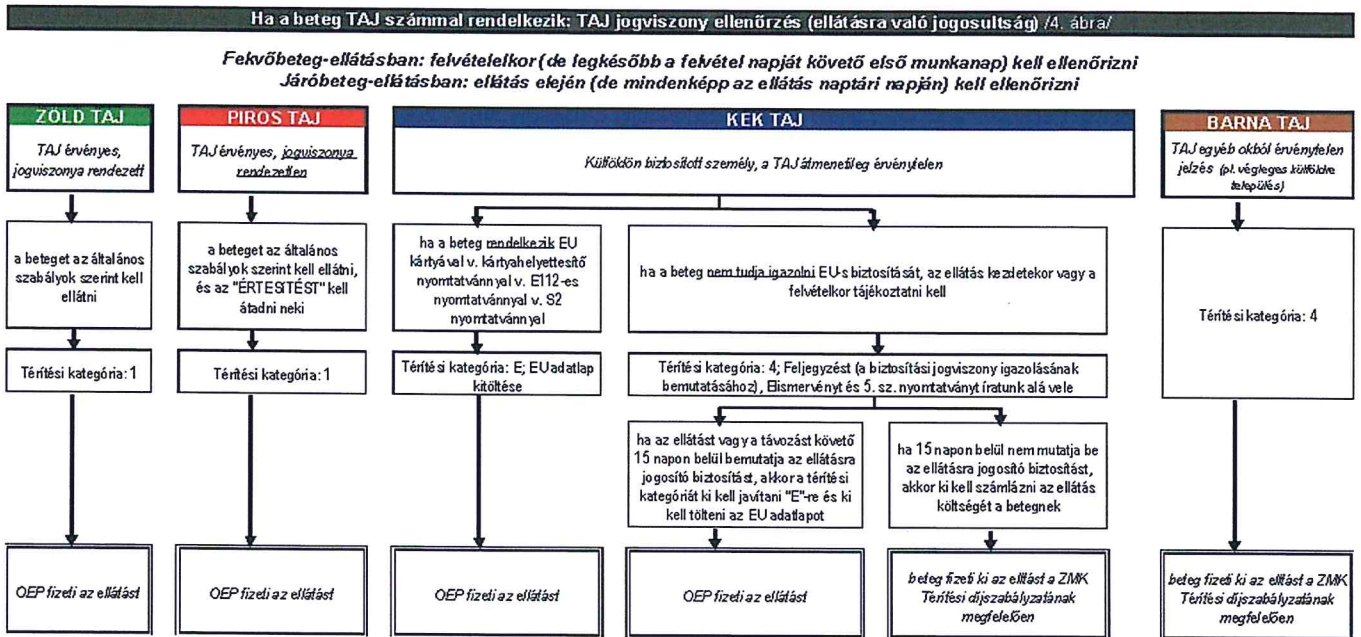 Ha a beteg TAJ számmal rendelkezik: TAJ jogviszony ellenőrzés (ellátásra való jogosultság) /4. ábra/
Fekvőbeteg-ellátásban: felvételelkor (de legkésőbb a felvétel napját követő első munkanap) kell ellenőrizni
Járóbeteg-ellátásban: ellátás elején (de mindenképp az ellátás naptári napján) kell ellenőrizni
ZÖLD TAJ
TAJ érvényes,
jogviszonya rendezett
a beteget az általános
szabályok szerint kell
ellátni
Térítési kategória: 1
OEP fizeti az ellátást
PIROS TAJ
TAJ érvényes, jogviszonya
rendezetlen
a beteget az általános
szabályok szerint kell ellátni,
és az "ÉRTESITÉST" kell
átadni neki
Térítési kategória: 1
OEP fizeti az ellátást
KEK TAJ
Külföldön biztosított személy, a TAJ átmenetileg érvénytelen
ha a beteg rendelkezik EU
kártyával v. kártyahelyettesítő
nyomtatvánnyal v. E112-es
nyomtatvánnyal v. S2
nyomtatvánnyal
Térítési kategória: E; EU adatlap
kitöltése
OEP fizeti az ellátást
ha a beteg nem tudja igazolni EU-s biztosítását, az ellátás kezdetekor vagy a
felvételkor tájékoztatni kell
Térítési kategória: 4; Feljegyzést (a biztosítási jogviszony igazolásának
bemutatásához), Elismervényt és 5. sz. nyomtatványt íratunk alá vele
ha az ellátást vagy a távozást követő
15 napon belül bemutatja az ellátásra
jogosító biztosítást, akkor a térítési
kategóriát ki kell javítani "E"-re és ki
kell tölteni az EU adatlapot
OEP fizeti az ellátást
ha 15 napon belül nem mutatja be
az ellátásra jogosító biztosítást,
akkor ki kell számlázni az ellátás
költségét a betegnek
beteg fizeti ki az ellátást a ZMK
Térítési díjszabályzatának
megfelelően
BARNA TAJ
TAJ egyéb okból érvénytelen
jelzés (pl. végleges külföldre
település)
Térítési kategória: 4
beteg fizeti ki az ellátást a ZMK
Térítési díjszabályzatának
megfelelően